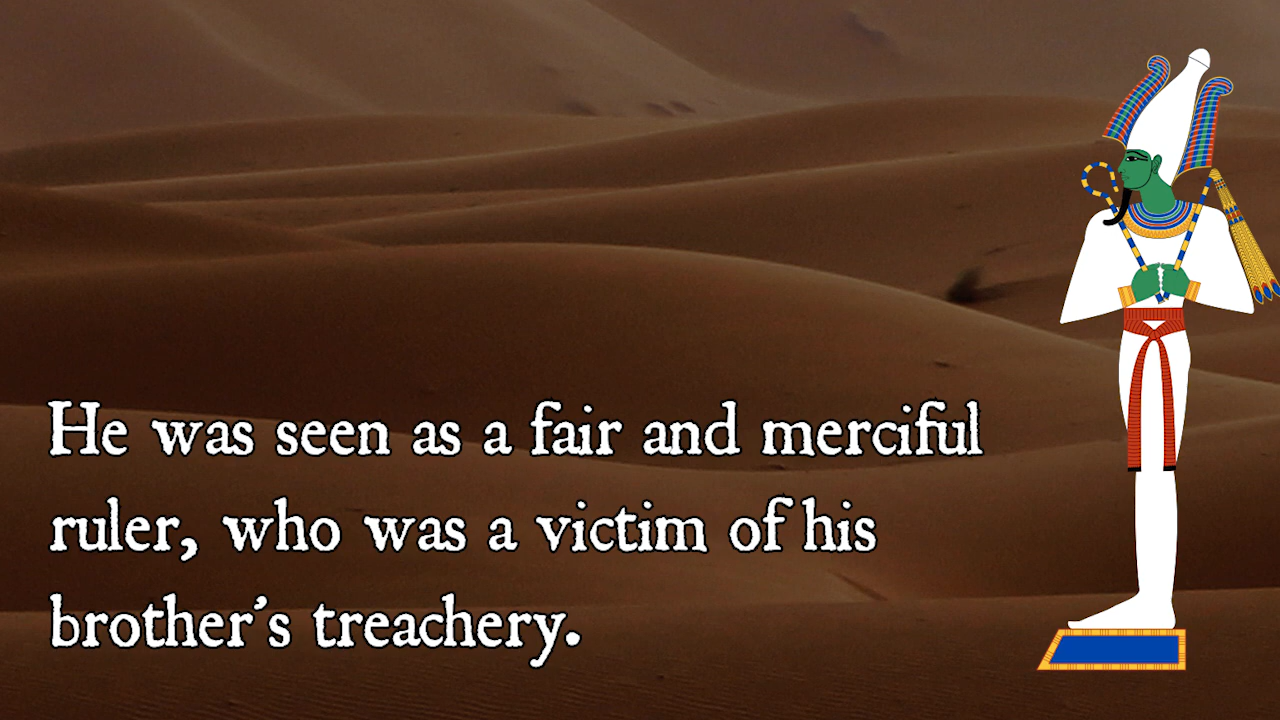 He was seen as a fair and merciful
ruler, who was a victim of his
brother's treachery.